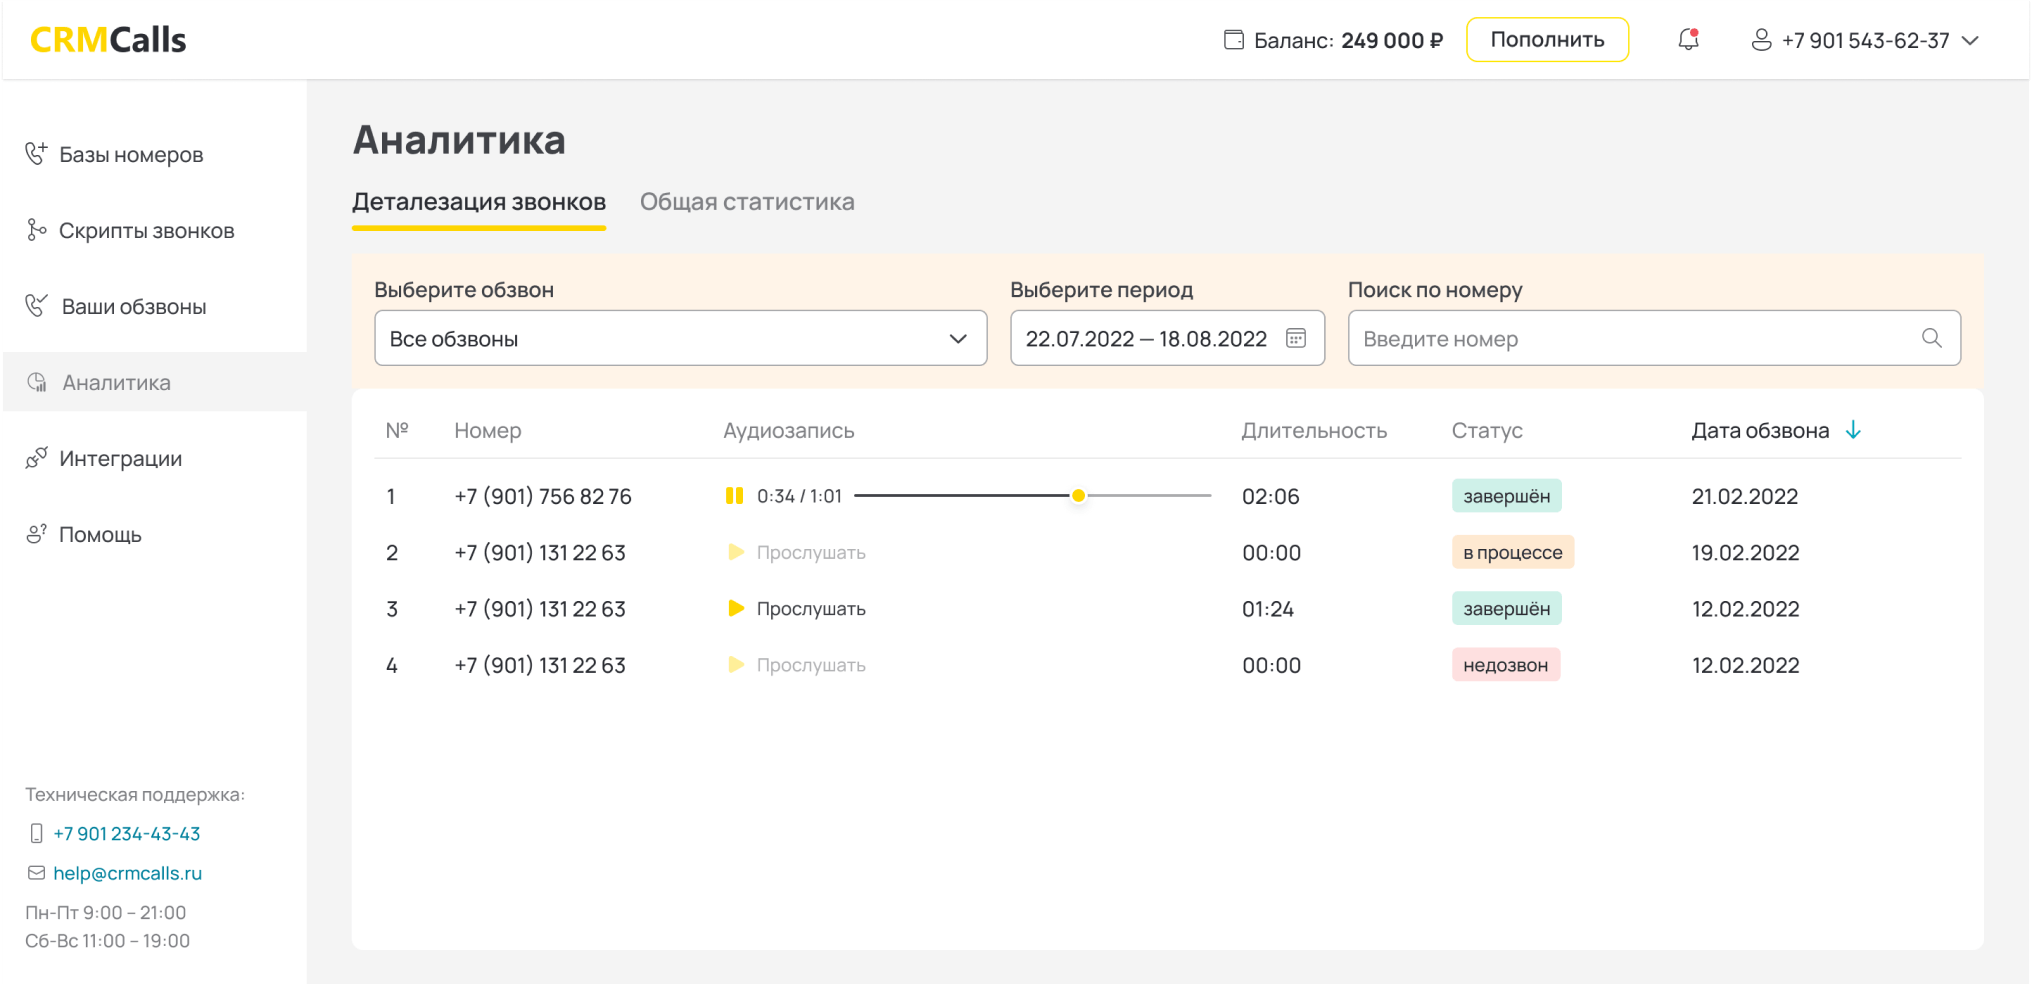 CRMCalls
Баланс: 249 000 ₽
Пополнить
+7 901 543-62-37
Базы номеров
Скрипты звонков
Ваши обзвоны
Аналитика
Интеграции
Помощь
Техническая поддержка:
+7 901 234-43-43
help@crmcalls.ru
Пн-Пт 9:00 – 21:00
Сб-Вс 11:00 – 19:00
Аналитика
Деталезация звонков Общая статистика
Выберите обзвон Выберите период Поиск по номеру
Все обзвоны 22.07.2022 — 18.08.2022 Введите номер
№ Номер Аудиозапись Длительность Статус Дата обзвона
1 +7 (901) 756 82 76 0:34 / 1:01 02:06 завершён 21.02.2022
2 +7 (901) 131 22 63 Прослушать 00:00 в процессе 19.02.2022
3 +7 (901) 131 22 63 Прослушать 01:24 завершён 12.02.2022
4 +7 (901) 131 22 63 Прослушать 00:00 недозвон 12.02.2022